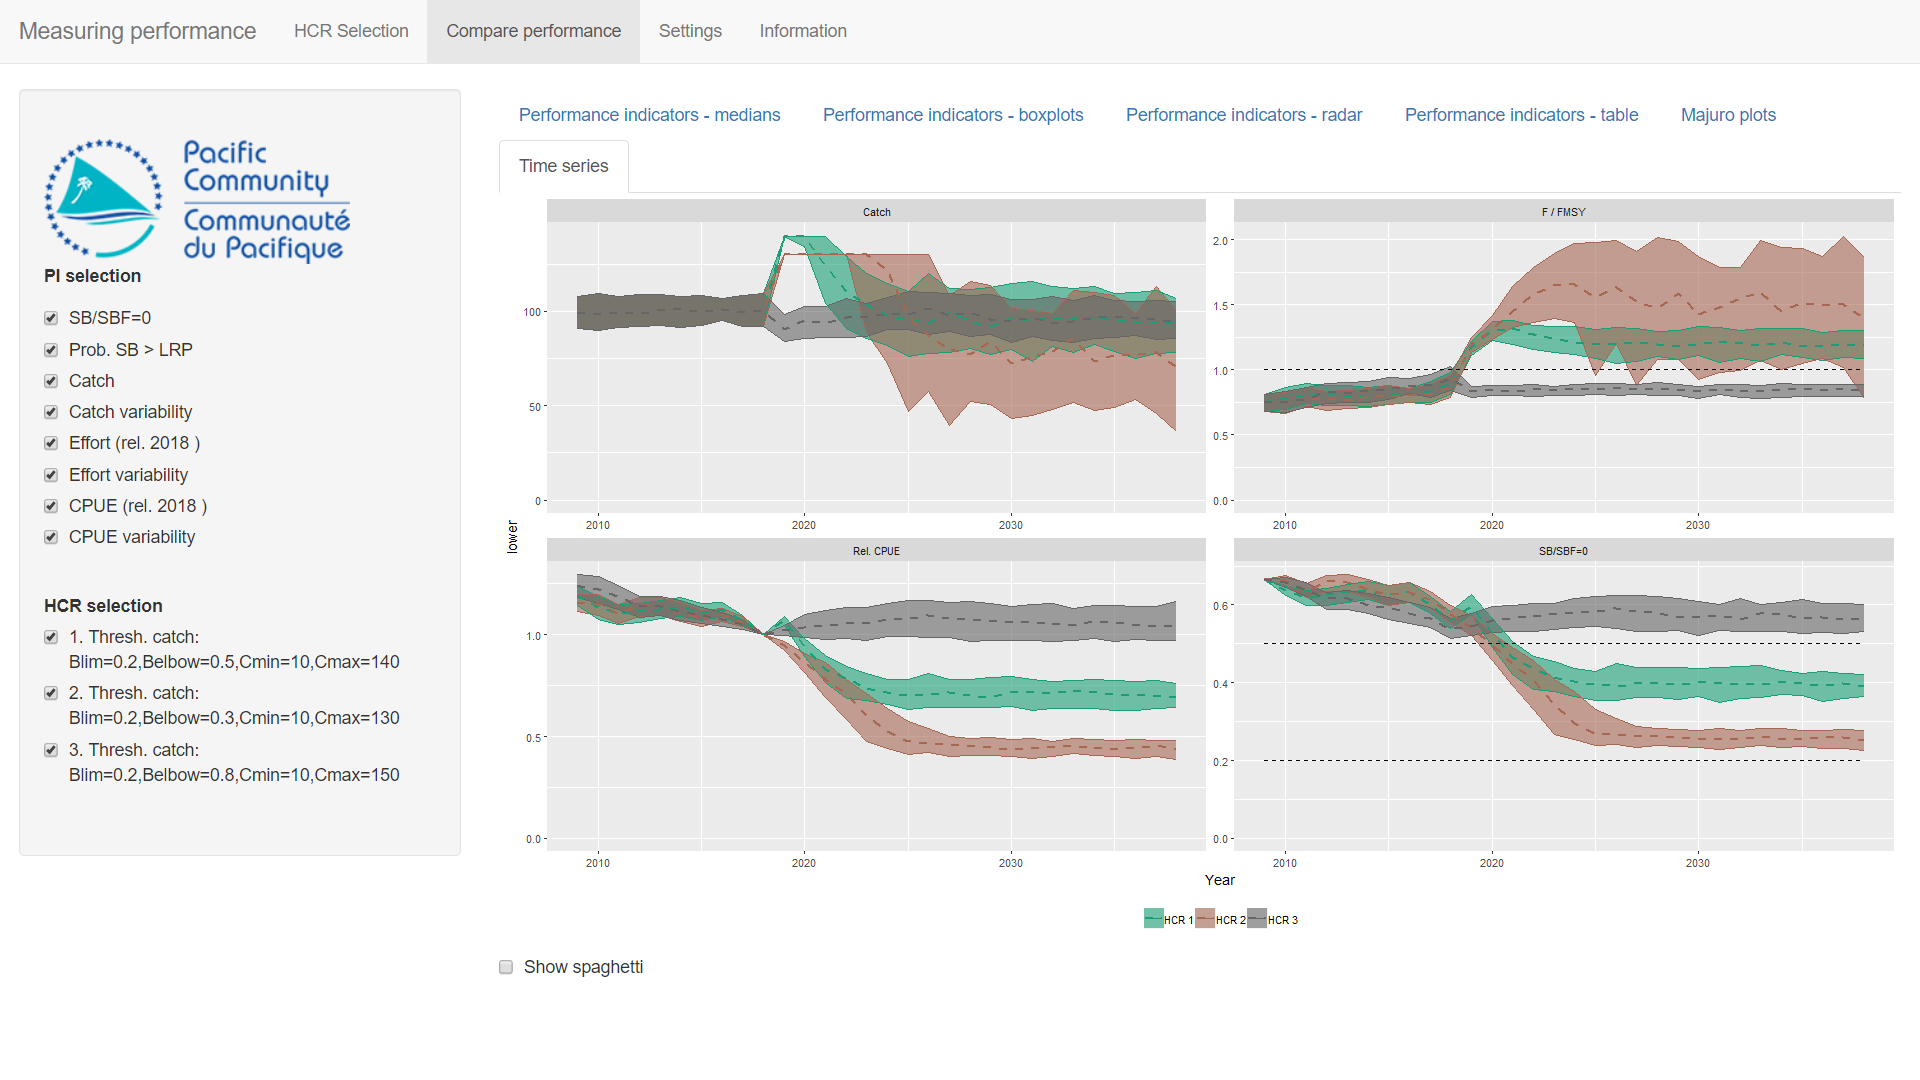 Measuring performance
HCR Selection
Compare performance
Settings
Information
Pacific
Community
Communauté
du Pacifique
PI selection
SB/SBF=0
Prob. SB > LRP
Catch
Catch variability
Effort (rel. 2018 )
Effort variability
CPUE (rel. 2018 )
CPUE variability
HCR selection
1. Thresh. catch:
Blim=0.2,Belbow=0.5,Cmin=10,Cmax=140
2. Thresh. catch:
Blim=0.2,Belbow=0.3,Cmin=10,Cmax=130
3. Thresh. catch:
Blim=0.2,Belbow=0.8,Cmin=10,Cmax=150
Performance indicators - medians
Performance indicators - boxplots
Performance indicators - radar
Performance indicators - table
Majuro plots
Time series
lower
Catch
100
50
0
2010
2020
2030
F / FMSY
2.0
1.5
1.0
0.5
0.0
2010
2020
2030
Rel. CPUE
1.0
0.5
0.0
2010
2020
2030
SB/SBF=0
0.6
0.4
0.2
0.0
2010
2020
2030
Year
HCR 1
HCR 2
HCR 3
Show spaghetti